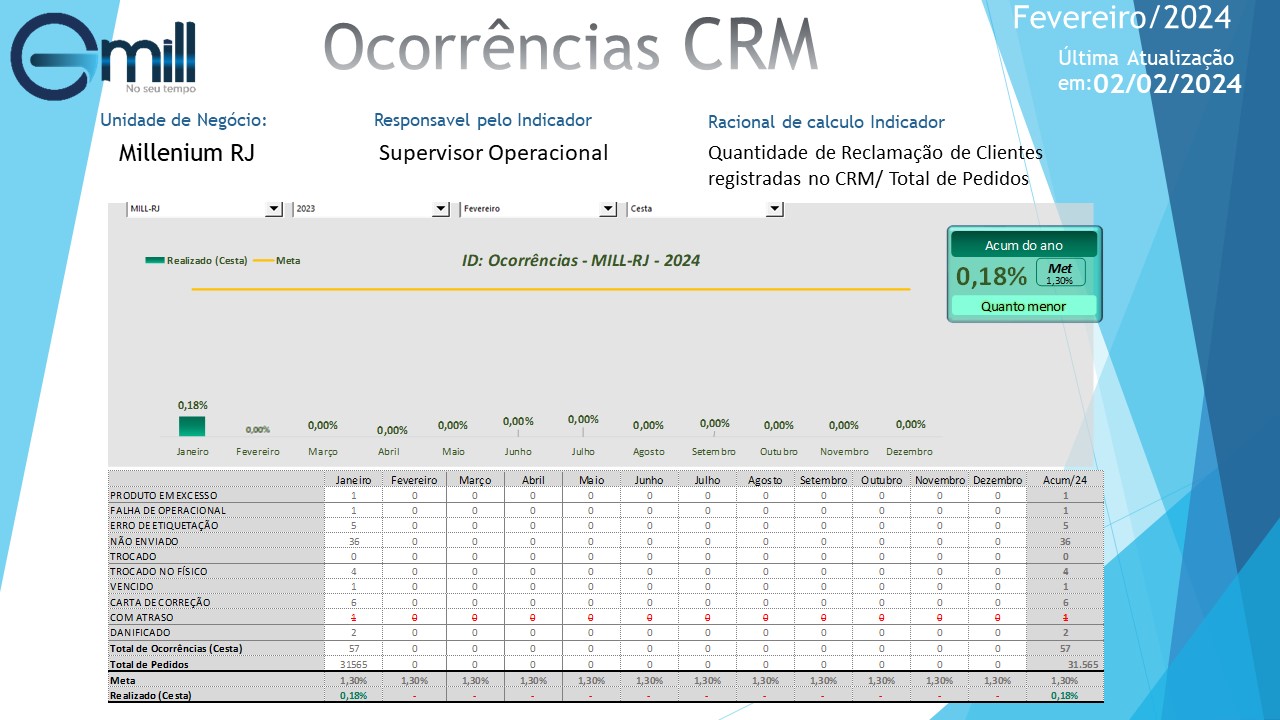 mill
No seu tempo
Ocorrências CRM
Fevereiro/2024
Última Atualização
em:02/02/2024
Unidade de Negócio:
Millenium RJ
Responsavel pelo Indicador
Supervisor Operacional
Racional de calculo Indicador
Quantidade de Reclamação de Clientes
registradas no CRM/ Total de Pedidos
MILL-RJ 2023 Fevereiro Cesta
Realizado (Cesta) Meta
ID: Ocorrências - MILL-RJ - 2024
Acum do ano
0,18% Met
1,30%
Quanto menor
0,18% 0,00% 0,00% 0,00% 0,00% 0,00% 0,00% 0,00% 0,00% 0,00% 0,00% 0,00%
Janeiro Fevereiro Março Abril Maio Junho Julho Agosto Setembro Outubro Novembro Dezembro
Janeiro Fevereiro Março Abril Maio Junho Julho Agosto Setembro Outubro Novembro Dezembro Acum/24
PRODUTO EM EXCESSO 1 0 0 0 0 0 0 0 0 0 0 0 1
FALHA DE OPERACIONAL 1 0 0 0 0 0 0 0 0 0 0 0 1
ERRO DE ETIQUETAÇÃO 5 0 0 0 0 0 0 0 0 0 0 0 5
NÃO ENVIADO 36 0 0 0 0 0 0 0 0 0 0 0 36
TROCADO 0 0 0 0 0 0 0 0 0 0 0 0 0
TROCADO NO FÍSICO 4 0 0 0 0 0 0 0 0 0 0 0 4
VENCIDO 1 0 0 0 0 0 0 0 0 0 0 0 1
CARTA DE CORREÇÃO 6 0 0 0 0 0 0 0 0 0 0 0 6
COM ATRASO 1 0 0 0 0 0 0 0 0 0 0 0 1
DANIFICADO 2 0 0 0 0 0 0 0 0 0 0 0 2
Total de Ocorrências (Cesta) 57 0 0 0 0 0 0 0 0 0 0 0 57
Total de Pedidos 31565 0 0 0 0 0 0 0 0 0 0 0 31.565
Meta 1,30% 1,30% 1,30% 1,30% 1,30% 1,30% 1,30% 1,30% 1,30% 1,30% 1,30% 1,30% 1,30%
Realizado (Cesta) 0,18% - - - - - - - - - - - 0,18%